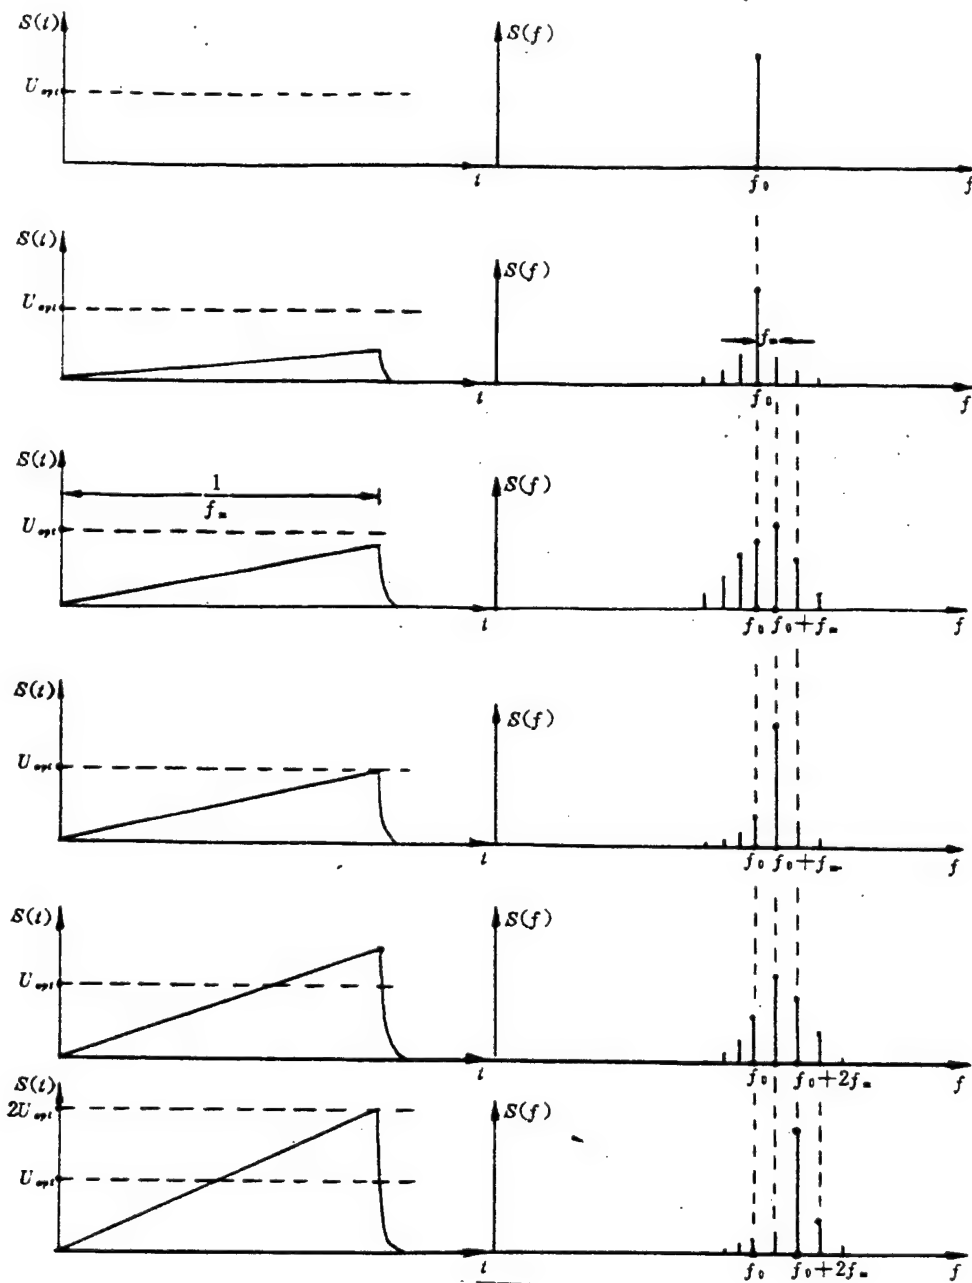 S(t)
S(f)
U_opt
t
f_0
f
S(t)
S(f)
U_opt
f_m
t
f_0
f
S(t)
S(f)
1/f_m
U_opt
t
f_0 f_0+f_m
f
S(t)
S(f)
U_opt
t
f_0 f_0+f_m
f
S(t)
S(f)
U_opt
t
f_0 f_0+2f_m
f
S(t)
S(f)
2U_opt
U_opt
t
f_0 f_0+2f_m
f